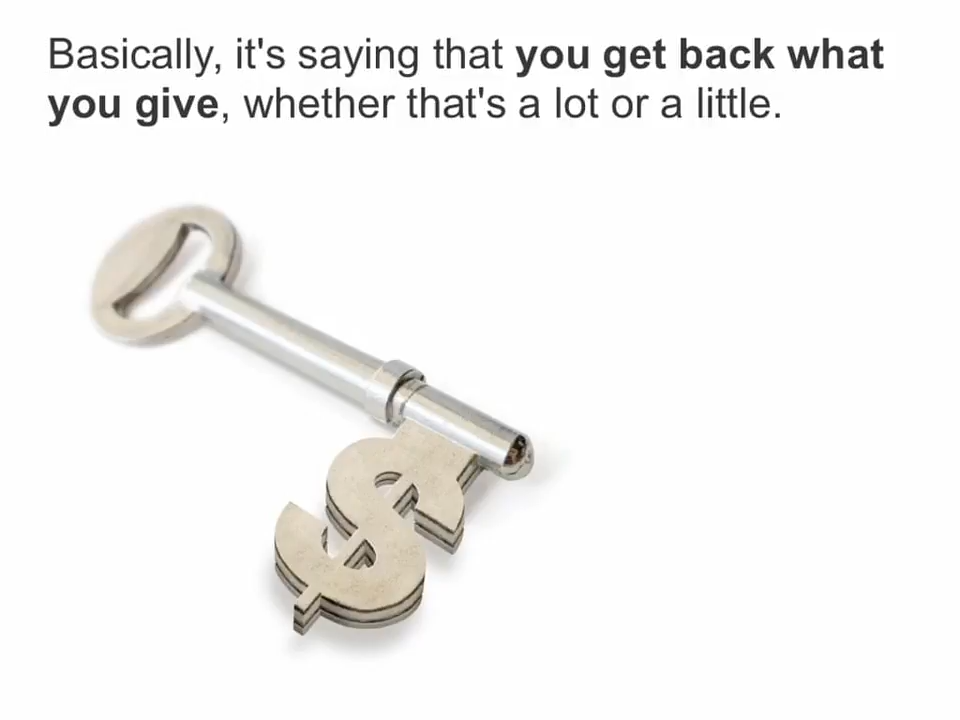 Basically, it's saying that you get back what
you give, whether that's a lot or a little.